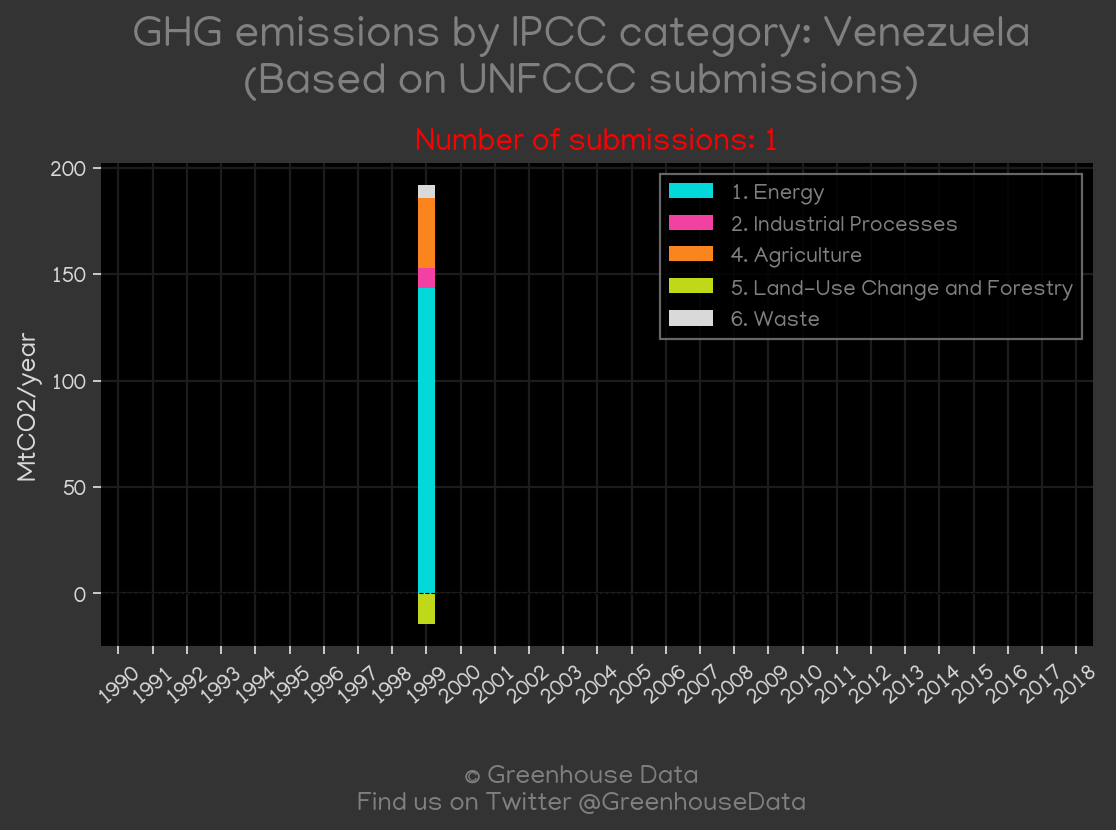 GHG emissions by IPCC category: Venezuela
(Based on UNFCCC submissions)
Number of submissions: 1
200
150
100
50
0
MtCO2/year
1. Energy
2. Industrial Processes
4. Agriculture
5. Land-Use Change and Forestry
6. Waste
1990 1991 1992 1993 1994 1995 1996 1997 1998 1999 2000 2001 2002 2003 2004 2005 2006 2007 2008 2009 2010 2011 2012 2013 2014 2015 2016 2017 2018
© Greenhouse Data
Find us on Twitter @GreenhouseData